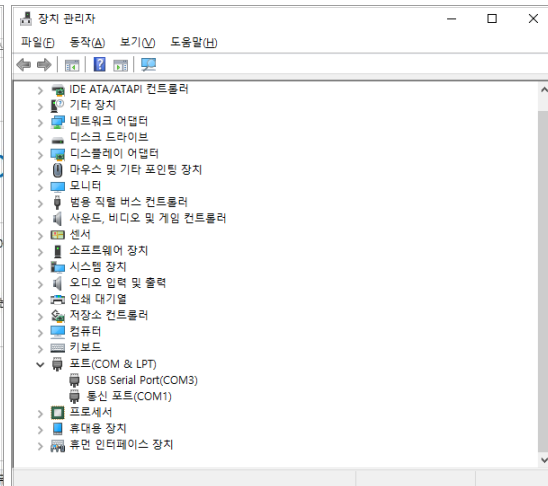 장치 관리자
파일(F) 동작(A) 보기(V) 도움말(H)
IDE ATA/ATAPI 컨트롤러
기타 장치
네트워크 어댑터
디스크 드라이브
디스플레이 어댑터
마우스 및 기타 포인팅 장치
모니터
범용 직렬 버스 컨트롤러
사운드, 비디오 및 게임 컨트롤러
센서
소프트웨어 장치
시스템 장치
오디오 입력 및 출력
인쇄 대기열
저장소 컨트롤러
컴퓨터
키보드
포트(COM & LPT)
USB Serial Port(COM3)
통신 포트(COM1)
프로세서
휴대용 장치
휴먼 인터페이스 장치